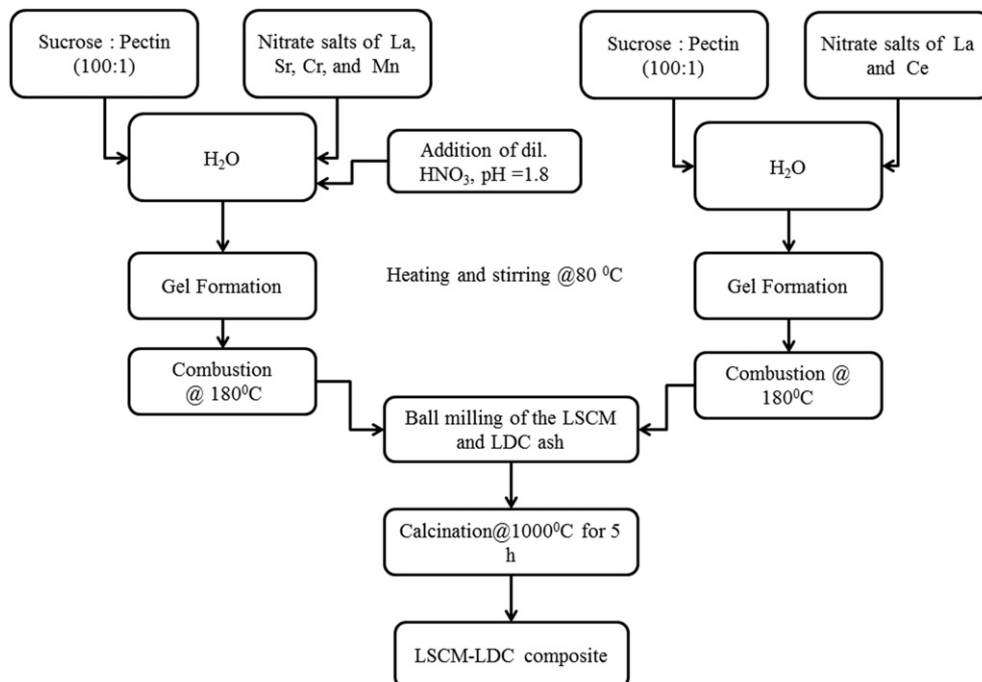 Sucrose : Pectin
(100:1)
Nitrate salts of La,
Sr, Cr, and Mn
Sucrose : Pectin
(100:1)
Nitrate salts of La
and Ce
H₂O
Addition of dil.
HNO₃, pH =1.8
H₂O
Gel Formation
Heating and stirring @80 ⁰C
Gel Formation
Combustion
@ 180⁰C
Combustion @
180⁰C
Ball milling of the LSCM
and LDC ash
Calcination@1000⁰C for 5
h
LSCM-LDC composite